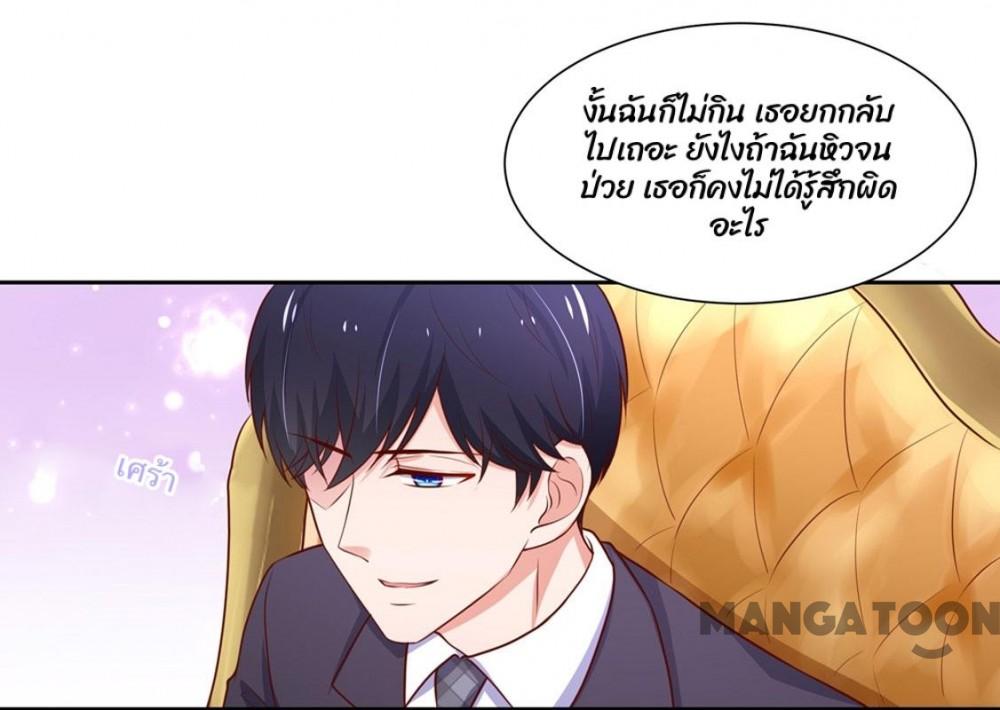 งั้นฉันก็ไม่กิน เธอยกกลับ
ไปเถอะ ยังไงถ้าฉันหิวจน
ป่วย เธอก็คงไม่ได้รู้สึกผิด
อะไร
เศร้า
MANGATOON